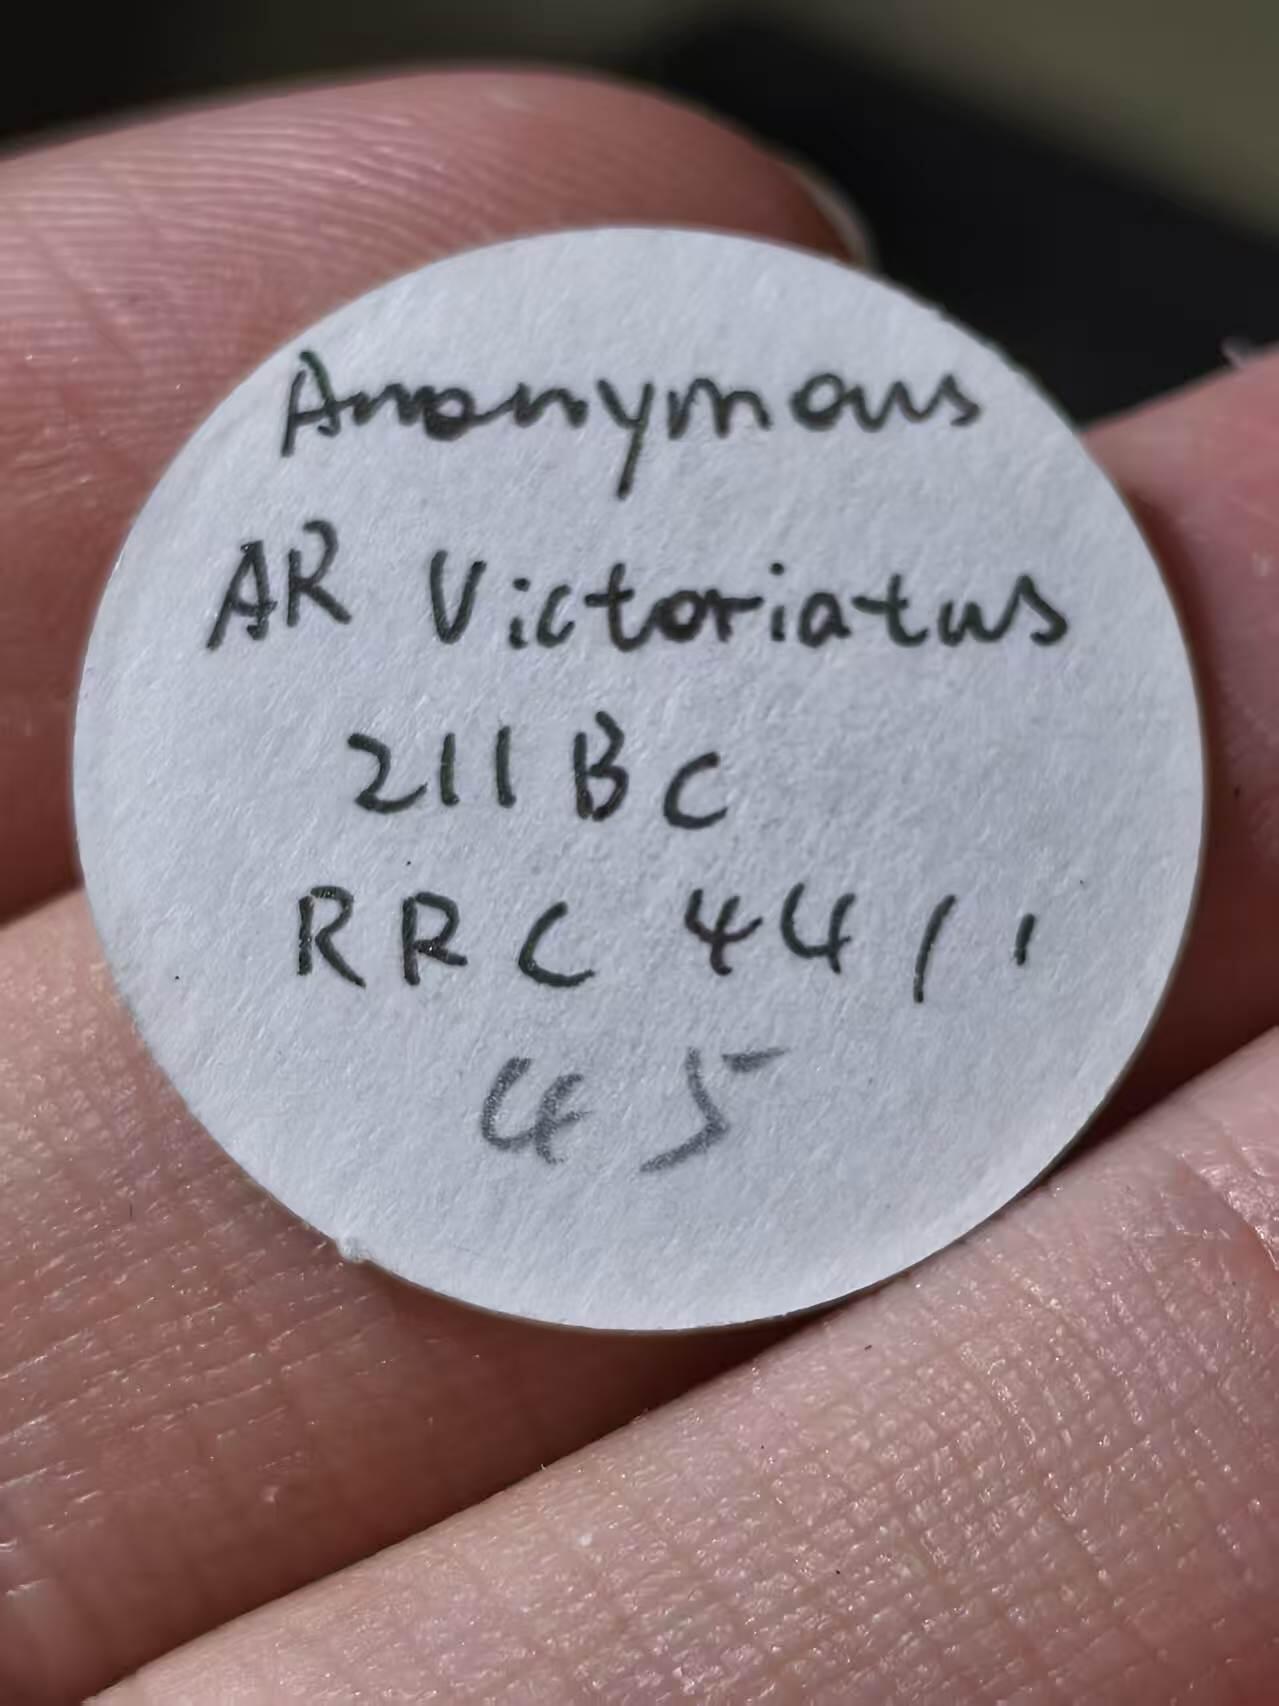 Anonymous
AR Victoriatus
211 BC
RRC 44/1
45